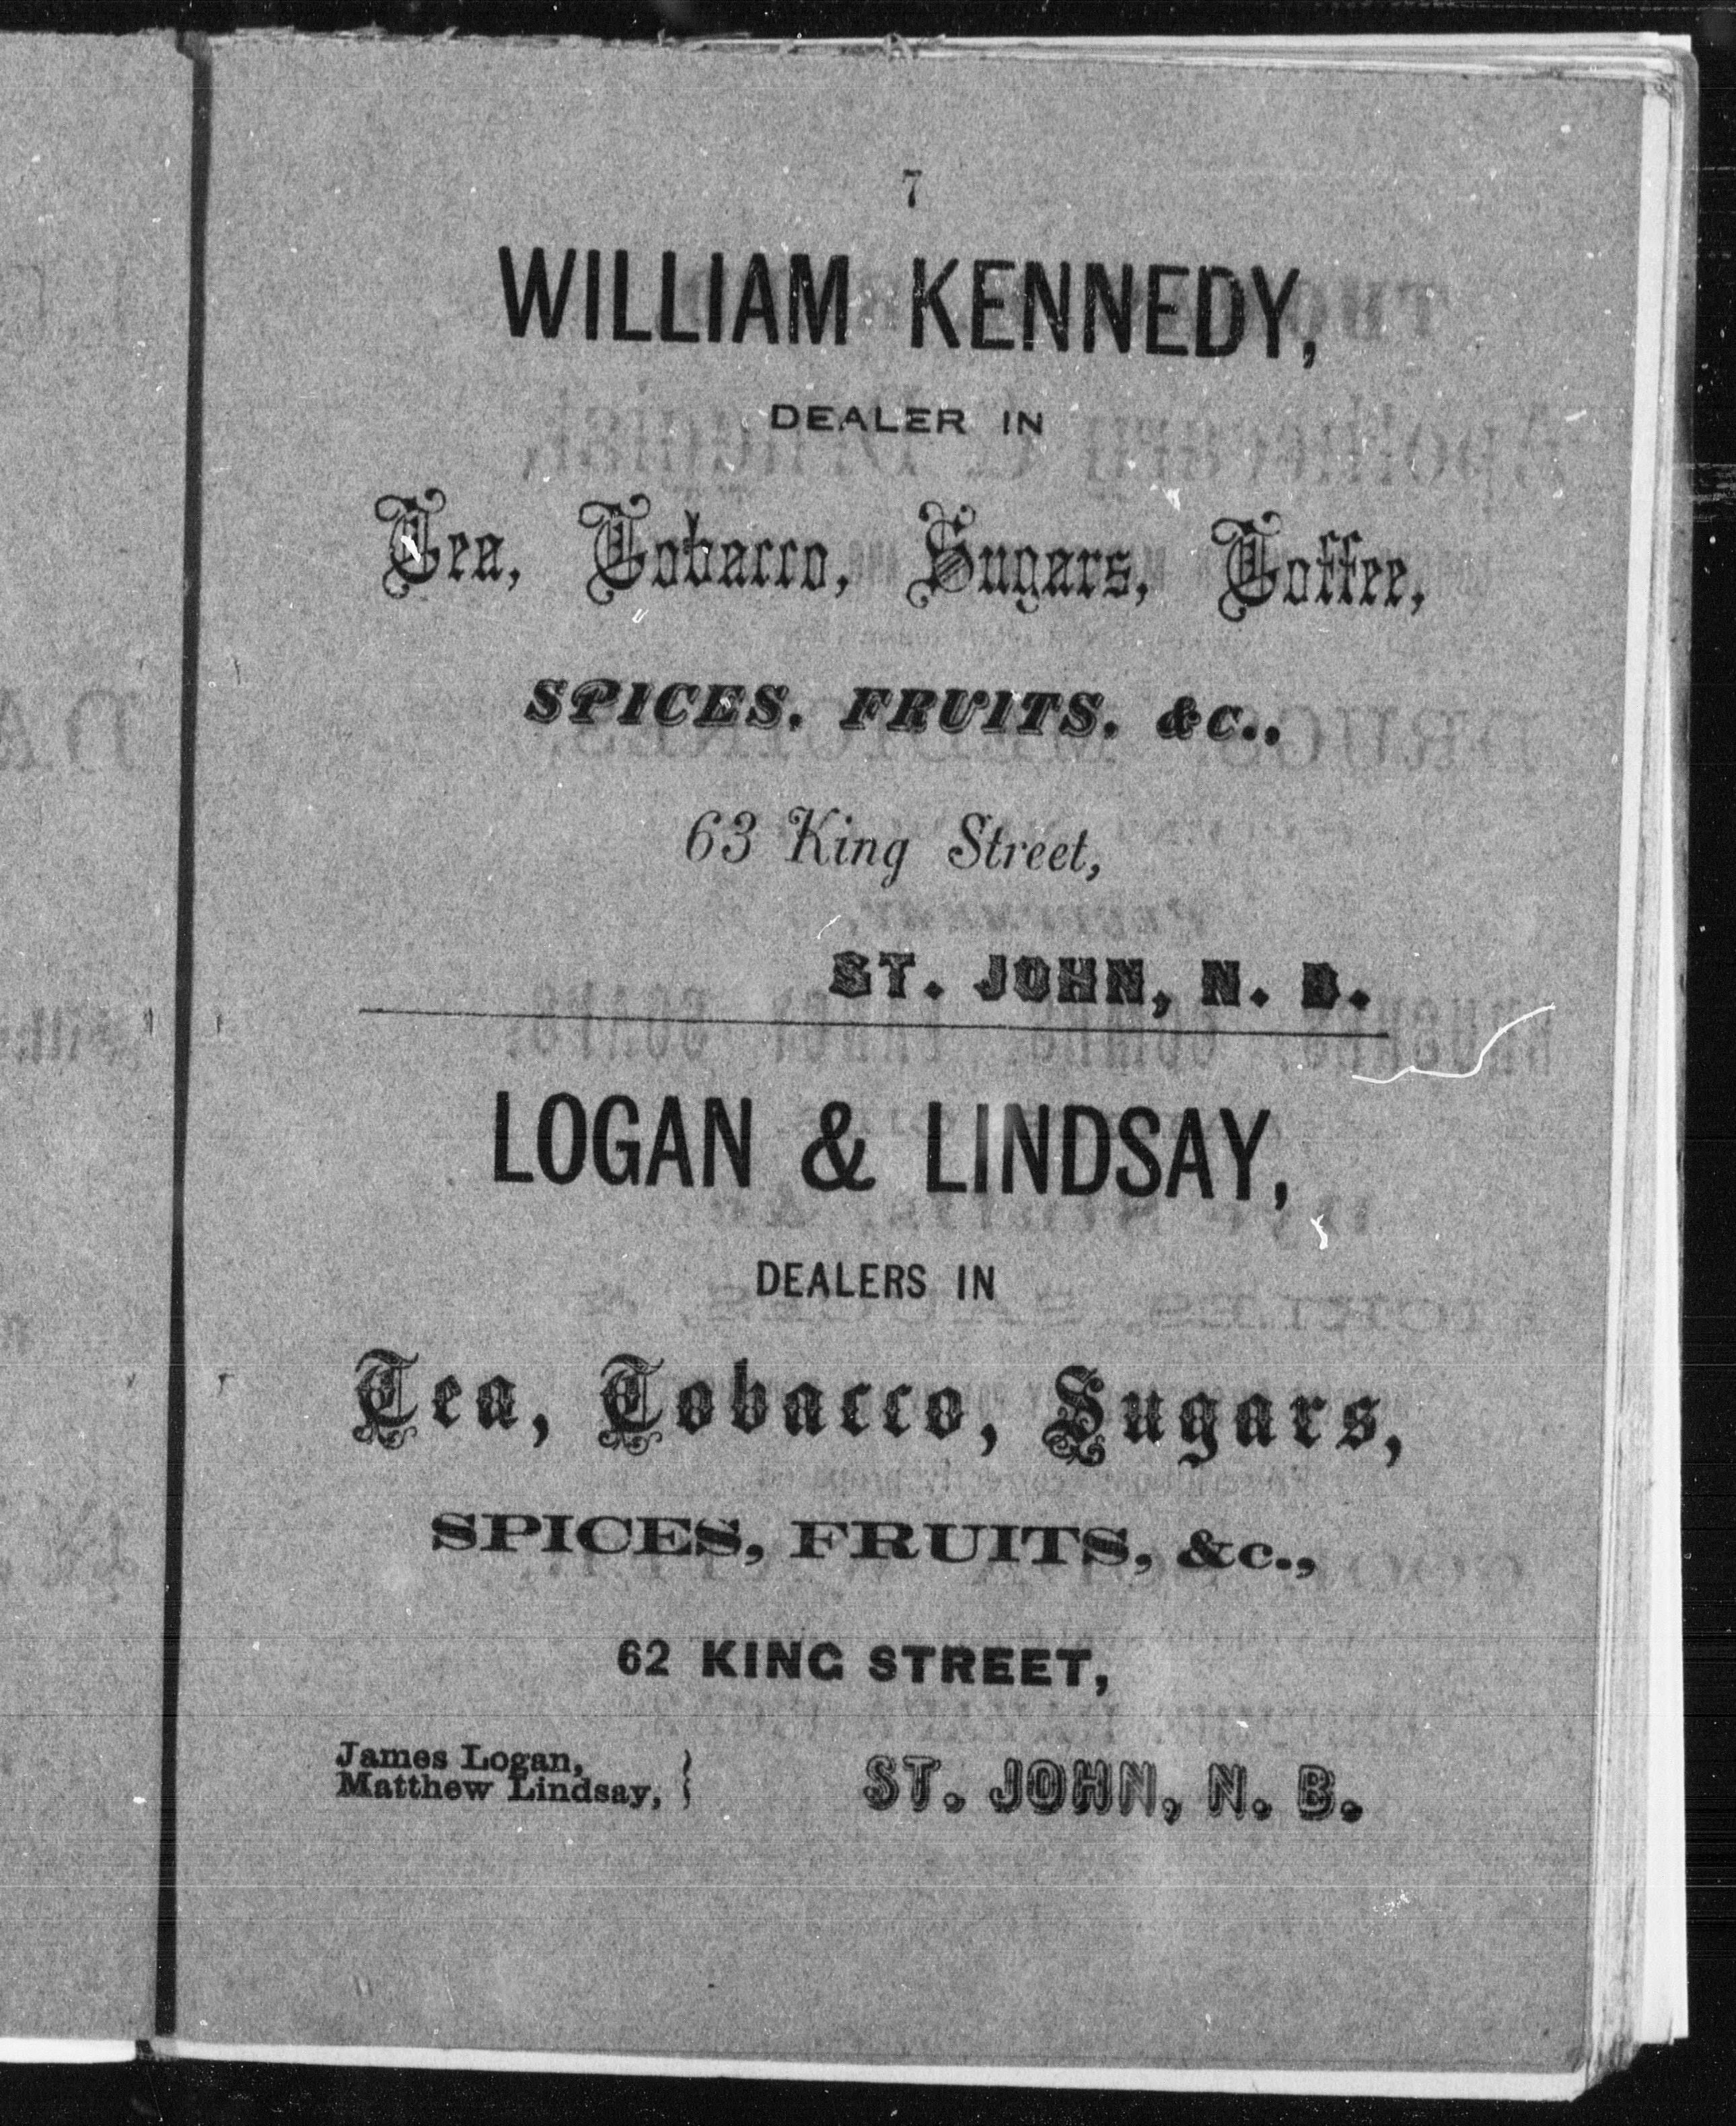 7
WILLIAM KENNEDY,
DEALER IN
Tea, Tobacco, Sugars, Coffee,
SPICES, FRUITS, &c.,
63 King Street,
ST. JOHN, N. B.
LOGAN & LINDSAY,
DEALERS IN
Tea, Tobacco, Sugars,
SPICES, FRUITS, &c.,
62 KING STREET,
James Logan,
Matthew Lindsay, }
ST. JOHN, N. B.